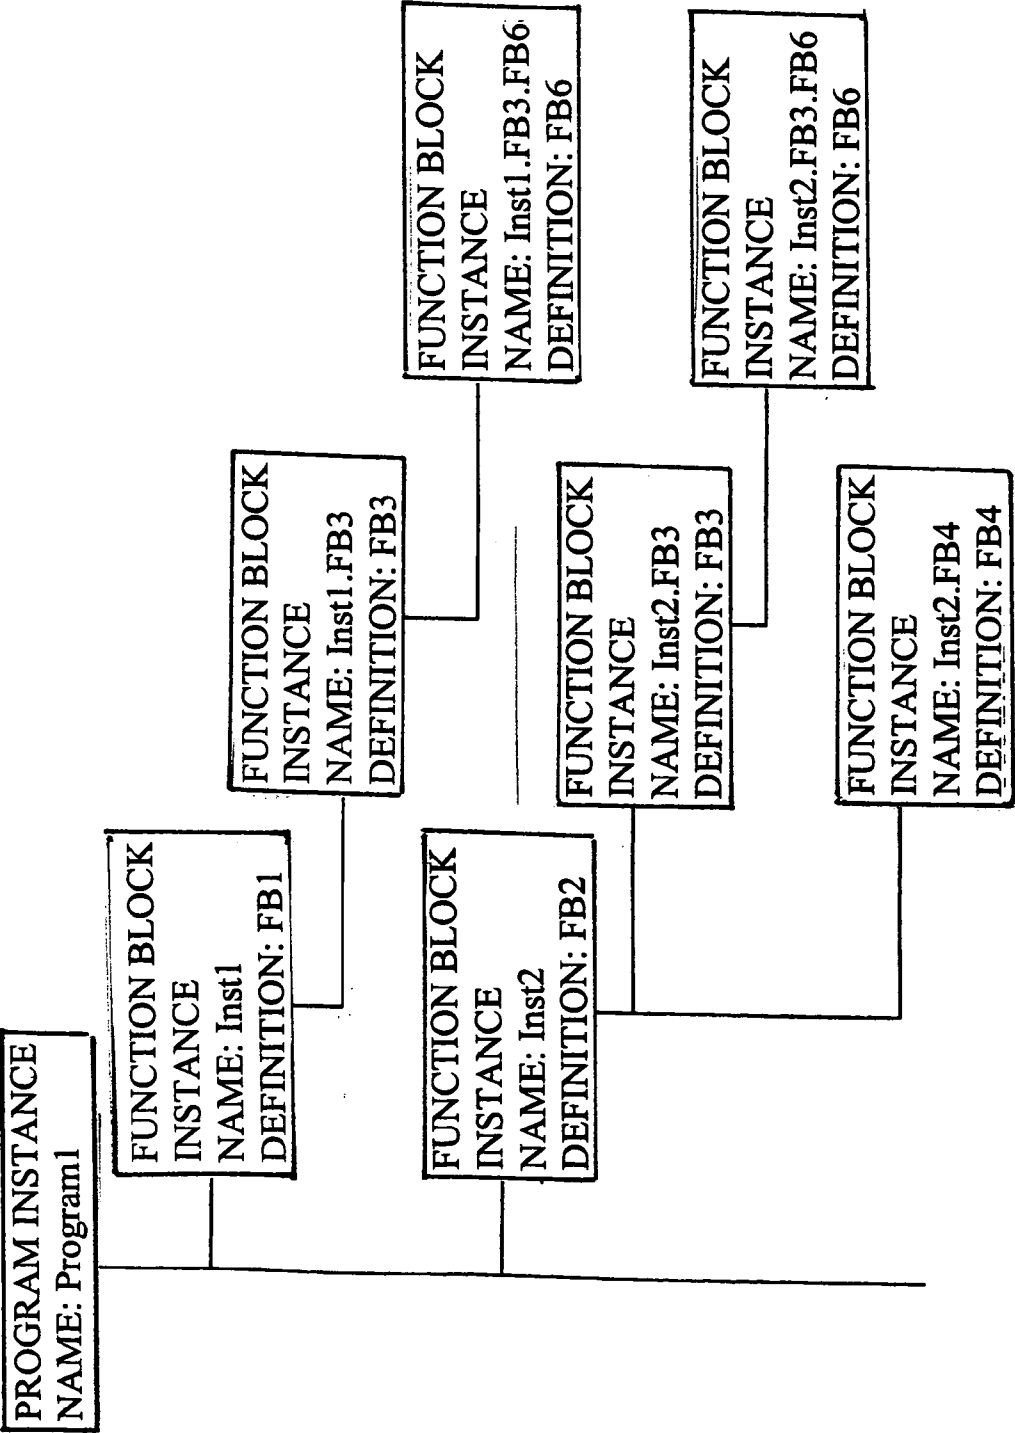 PROGRAM INSTANCE
NAME: Program1
FUNCTION BLOCK
INSTANCE
NAME: Inst1
DEFINITION: FB1
FUNCTION BLOCK
INSTANCE
NAME: Inst1.FB3
DEFINITION: FB3
FUNCTION BLOCK
INSTANCE
NAME: Inst1.FB3.FB6
DEFINITION: FB6
FUNCTION BLOCK
INSTANCE
NAME: Inst2
DEFINITION: FB2
FUNCTION BLOCK
INSTANCE
NAME: Inst2.FB3
DEFINITION: FB3
FUNCTION BLOCK
INSTANCE
NAME: Inst2.FB3.FB6
DEFINITION: FB6
FUNCTION BLOCK
INSTANCE
NAME: Inst2.FB4
DEFINITION: FB4